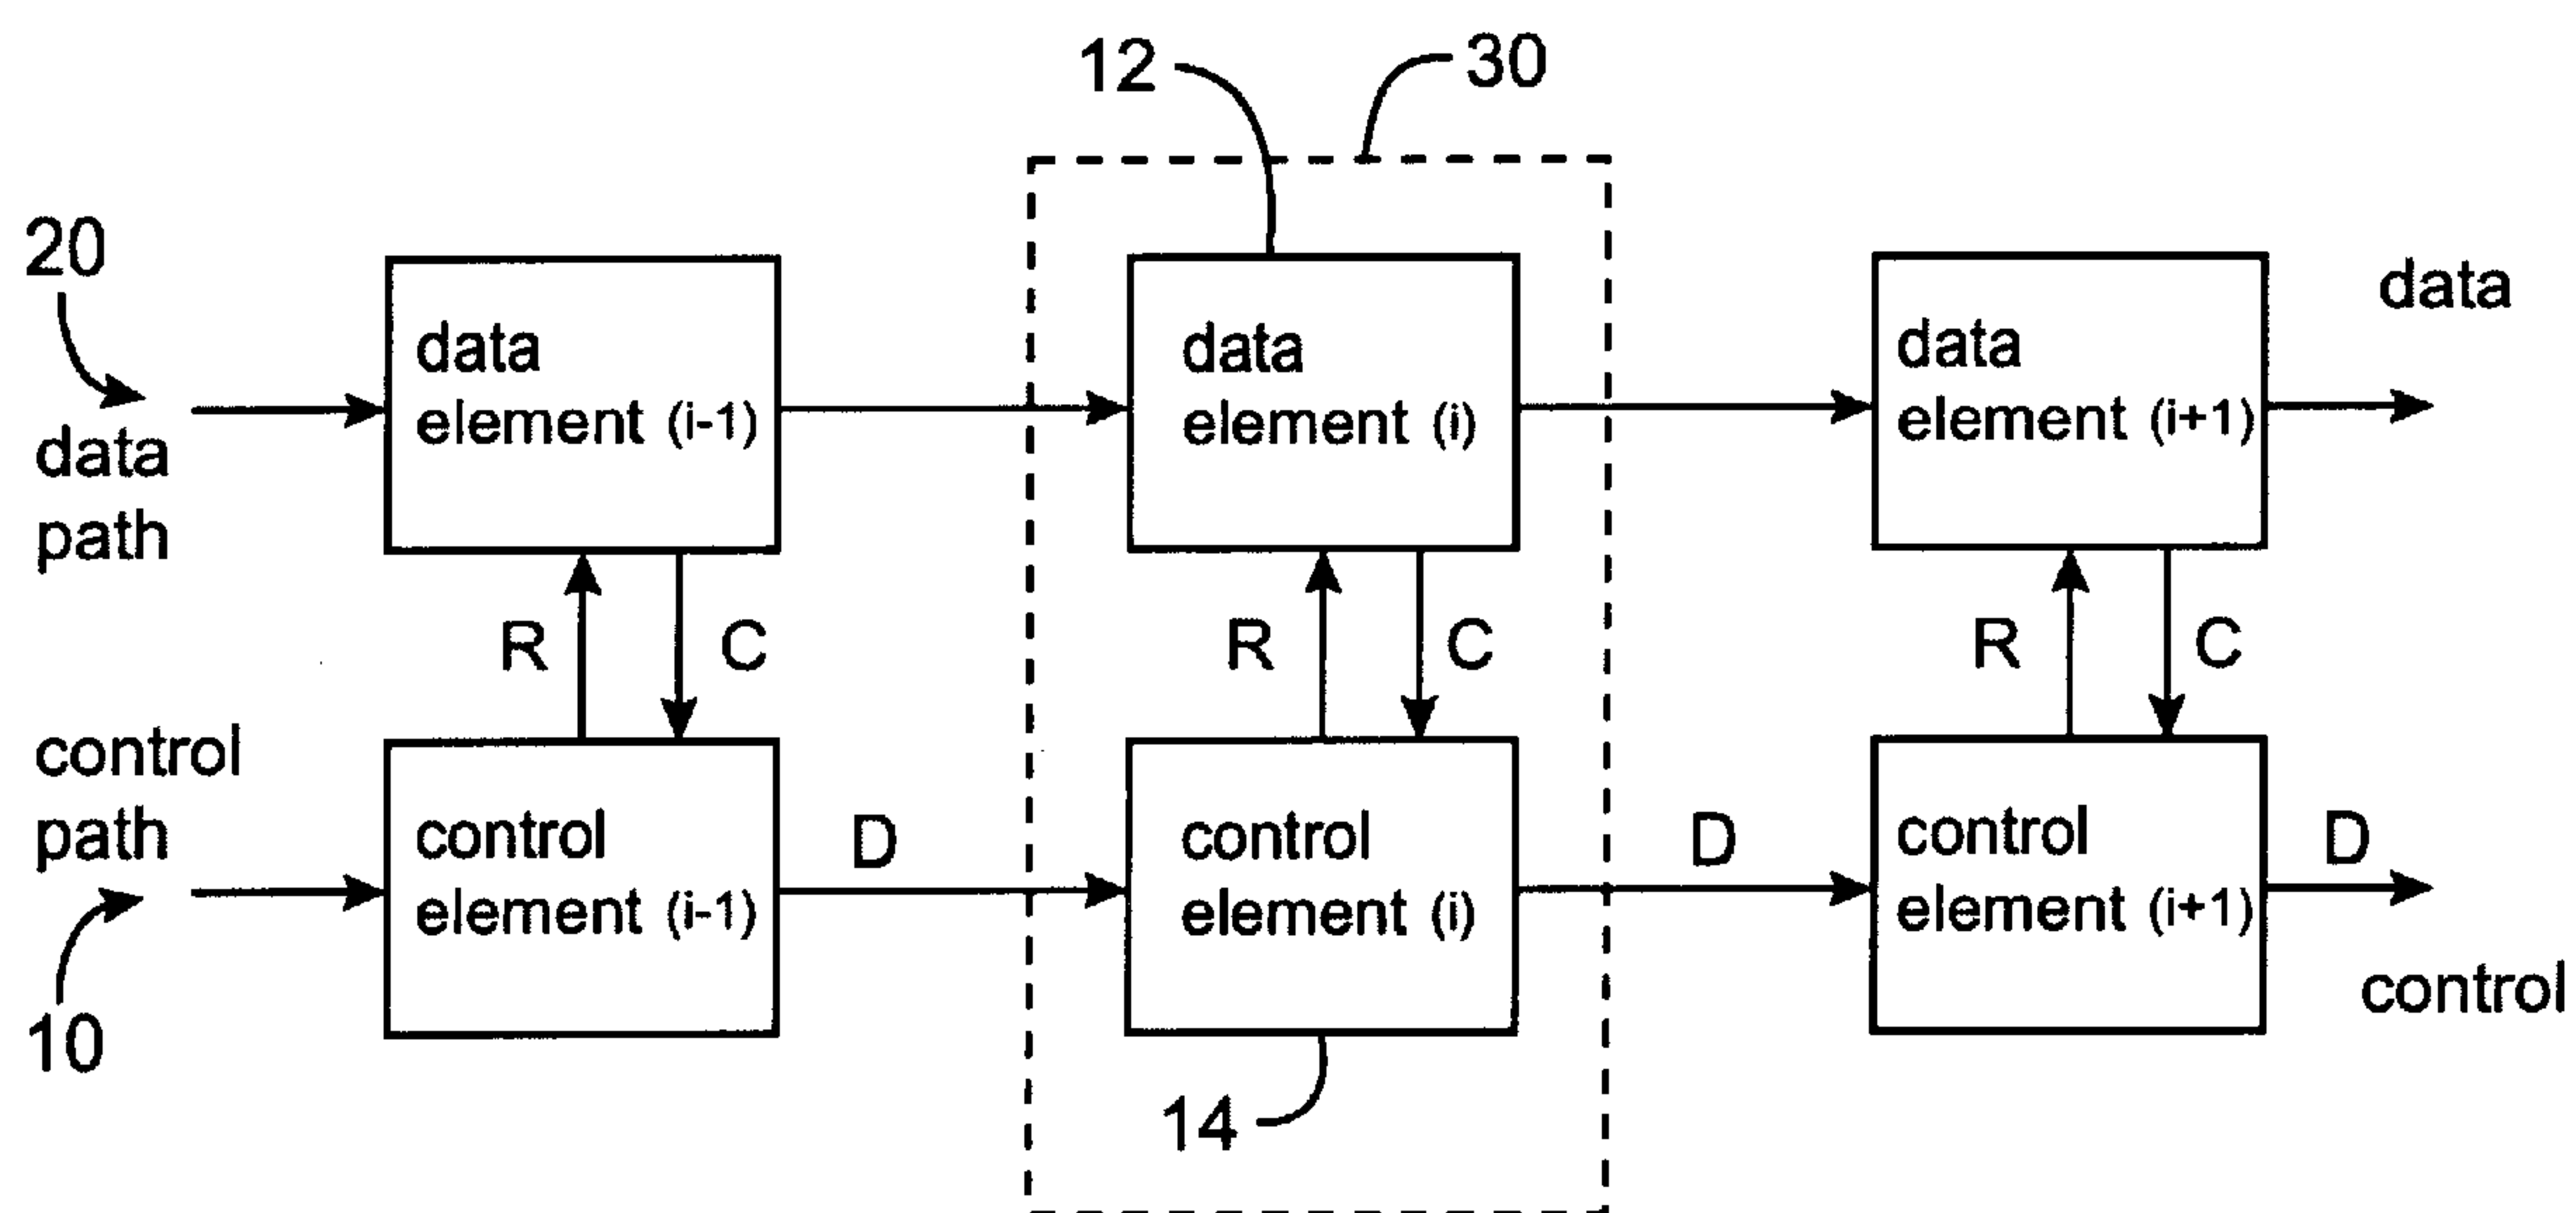 12
30
20
data
path
data
element (i-1)
data
element (i)
data
element (i+1)
data
R
C
R
C
R
C
control
path
10
control
element (i-1)
D
control
element (i)
D
control
element (i+1)
D
control
14